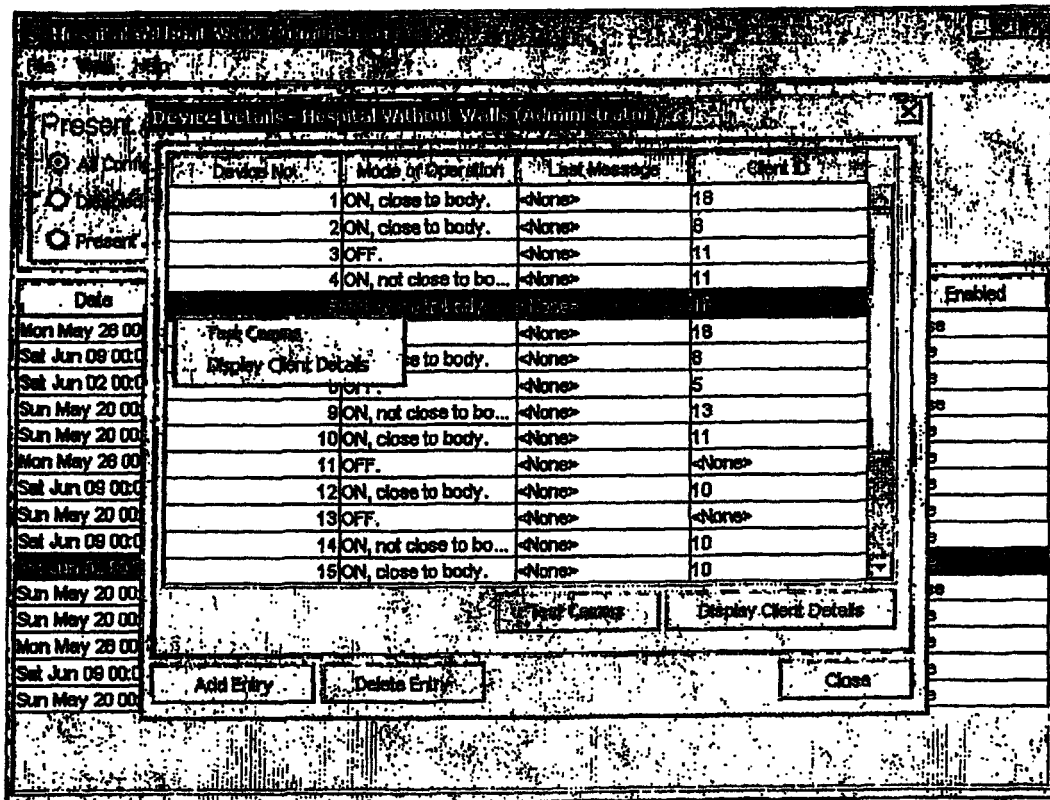 Hospital Without Walls (Administrator)
File View Help
Present
Device Details - Hospital Without Walls (Administrator)
All Conf
Disabled
Present
Device No. Mode of Operation Last Message Client ID
1 ON, close to body. <None> 18
2 ON, close to body. <None> 8
3 OFF. <None> 11
4 ON, not close to bo... <None> 11
<None> 18
se to body. <None> 8
OFF. <None> 5
9 ON, not close to bo... <None> 13
10 ON, close to body. <None> 11
11 OFF. <None> <None>
12 ON, close to body. <None> 10
13 OFF. <None> <None>
14 ON, not close to bo... <None> 10
15 ON, close to body. <None> 10
Display Client Details
Display Client Details
Add Entry Delete Entry Close
Date Enabled
Mon May 28 00
Sat Jun 09 00:0
Sat Jun 02 00:0
Sun May 20 00
Sun May 20 00
Mon May 28 00
Sat Jun 09 00:0
Sun May 20 00
Sat Jun 09 00:0
Sun May 20 00
Sun May 20 00
Mon May 28 00
Sat Jun 09 00:0
Sun May 20 00